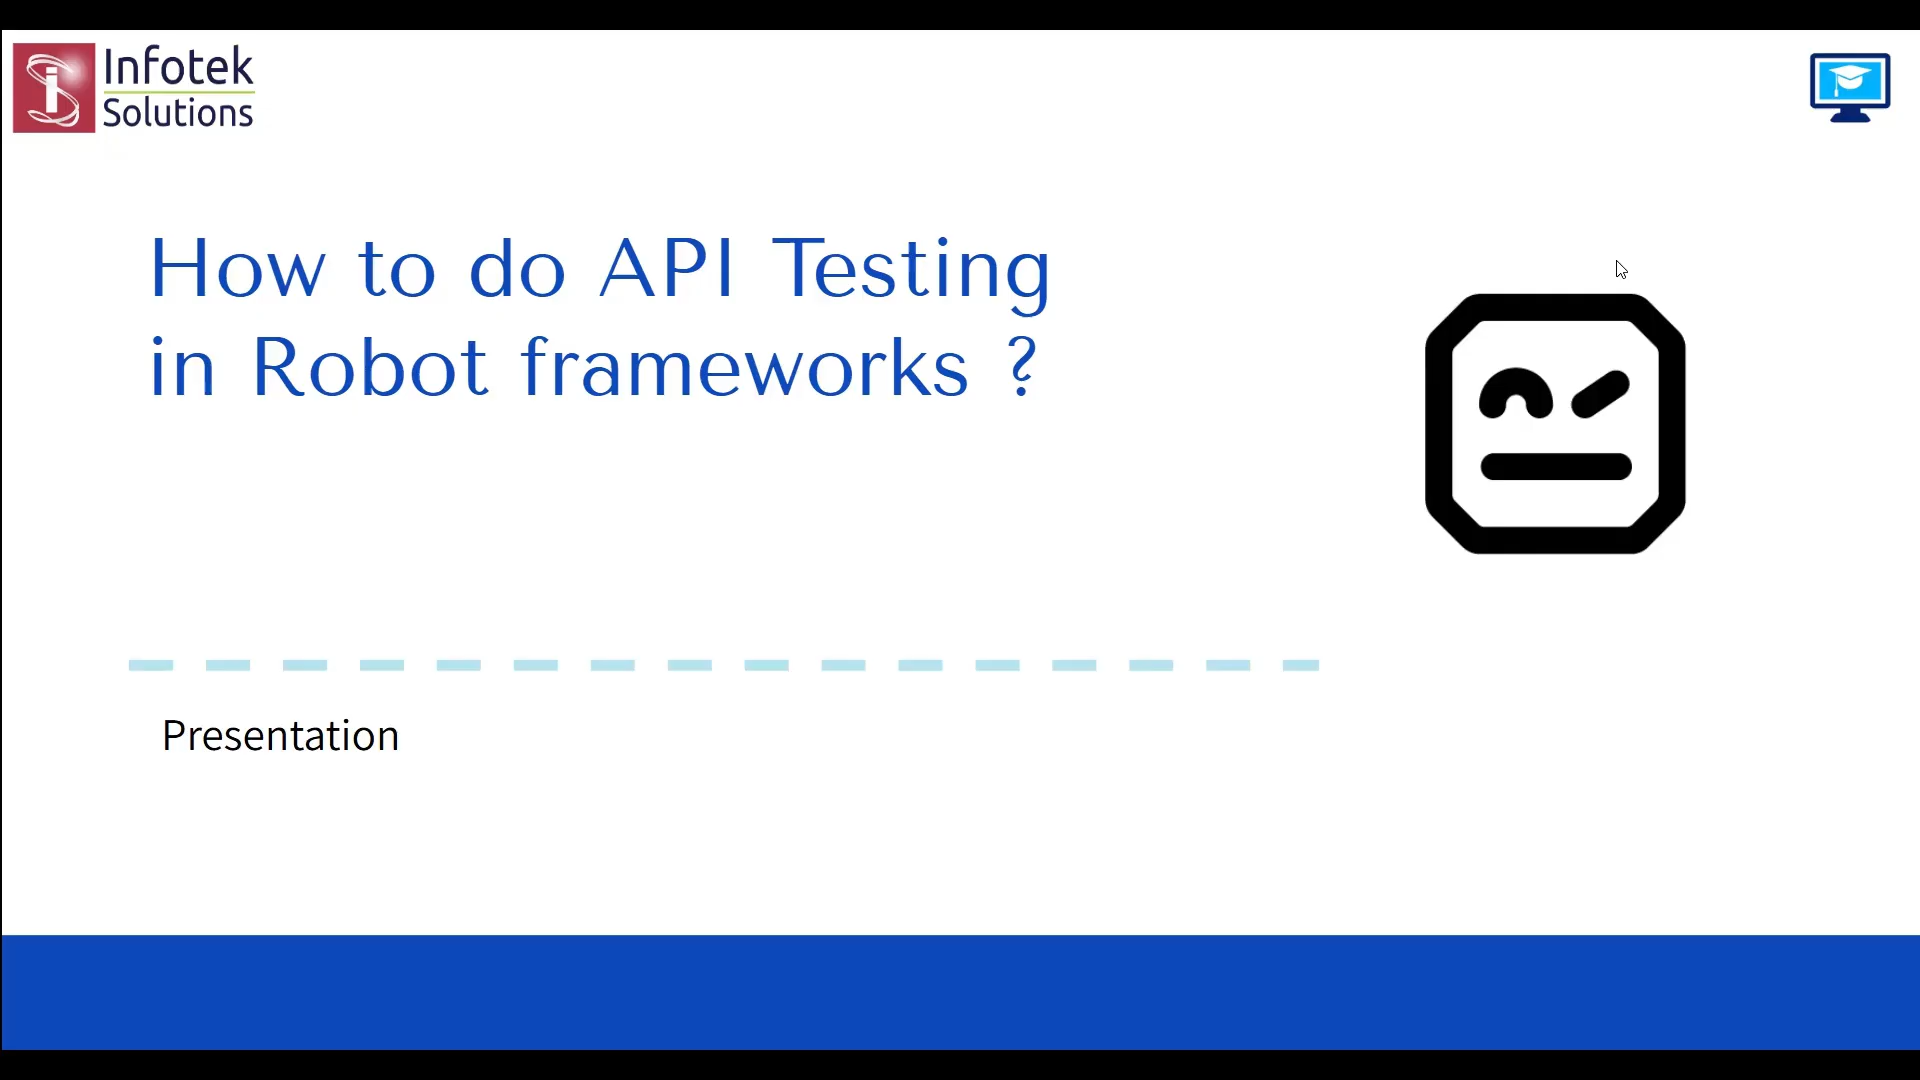 Infotek
Solutions
How to do API Testing
in Robot frameworks ?
Presentation